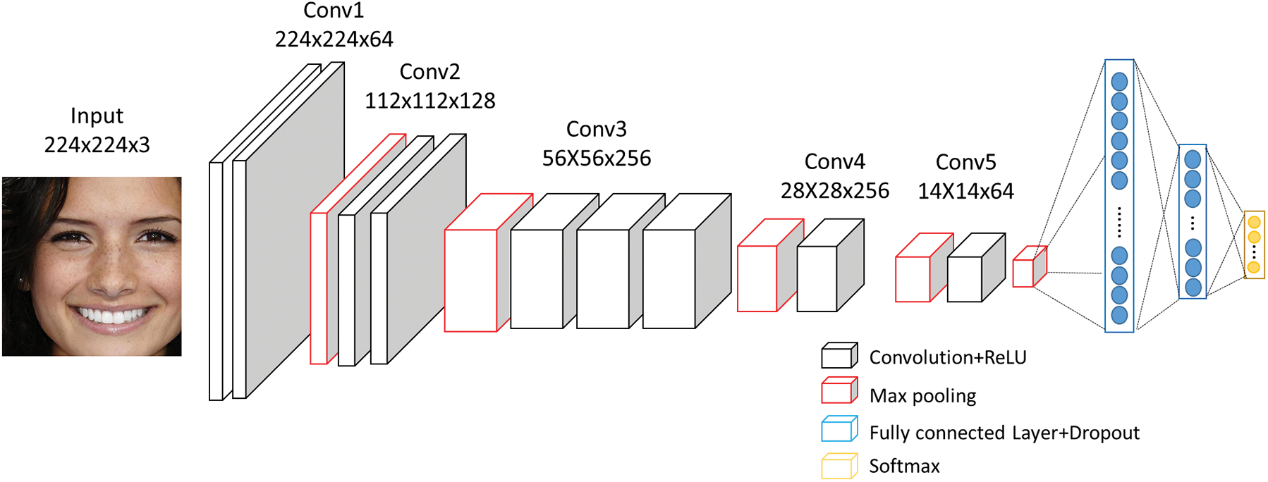 Input
224x224x3
Conv1
224x224x64
Conv2
112x112x128
Conv3
56X56x256
Conv4
28X28x256
Conv5
14X14x64
Convolution+ReLU
Max pooling
Fully connected Layer+Dropout
Softmax